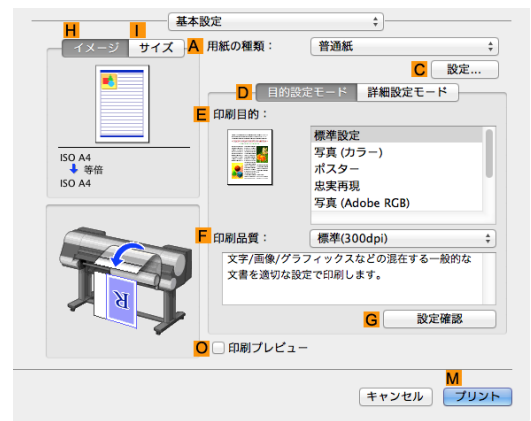 基本設定
H
I
イメージ
サイズ
A
用紙の種類：
普通紙
C
設定...
D
目的設定モード
詳細設定モード
E
印刷目的：
標準設定
写真 (カラー)
ポスター
忠実再現
写真 (Adobe RGB)
ISO A4
等倍
ISO A4
F
印刷品質：
標準(300dpi)
文字/画像/グラフィックスなどの混在する一般的な
文書を適切な設定で印刷します。
R
G
設定確認
O
印刷プレビュー
M
キャンセル
プリント